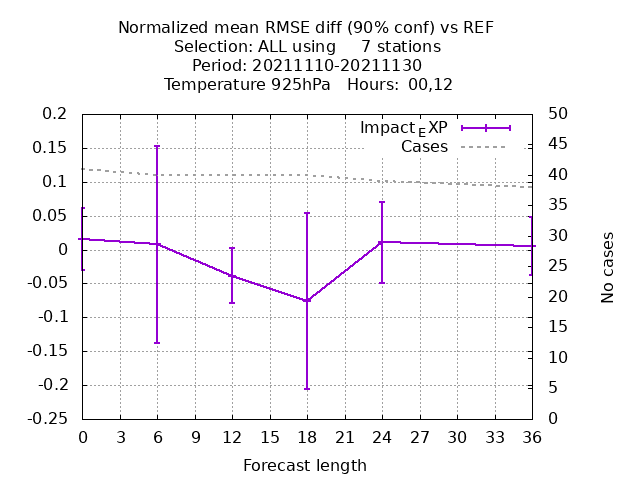 Normalized mean RMSE diff (90% conf) vs REF
Selection: ALL using 7 stations
Period: 20211110-20211130
Temperature 925hPa Hours: 00,12
Impact_EXP
Cases
0.2
0.15
0.1
0.05
0
-0.05
-0.1
-0.15
-0.2
-0.25
50
45
40
35
30
25
20
15
10
5
0
No cases
0 3 6 9 12 15 18 21 24 27 30 33 36
Forecast length